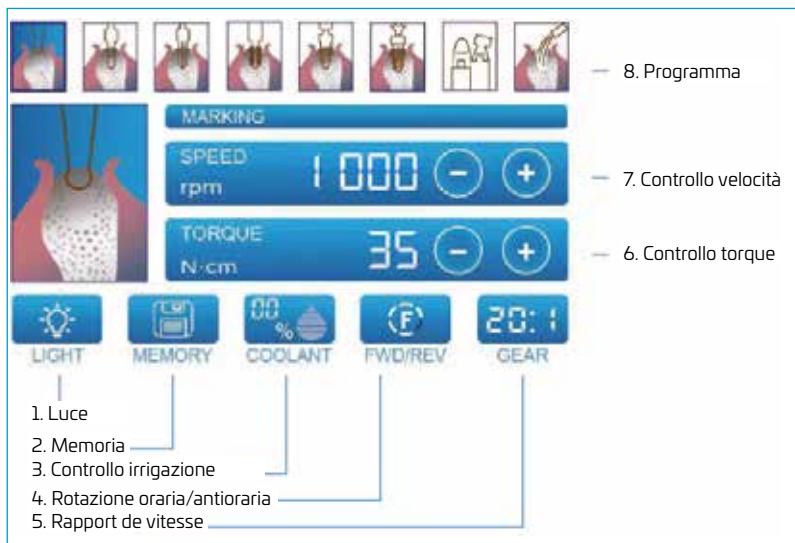 8. Programma
MARKING
SPEED
rpm
1000
7. Controllo velocità
TORQUE
N·cm
35
6. Controllo torque
00
%
F
20:1
LIGHT
MEMORY
COOLANT
FWD/REV
GEAR
1. Luce
2. Memoria
3. Controllo irrigazione
4. Rotazione oraria/antioraria
5. Rapport de vitesse